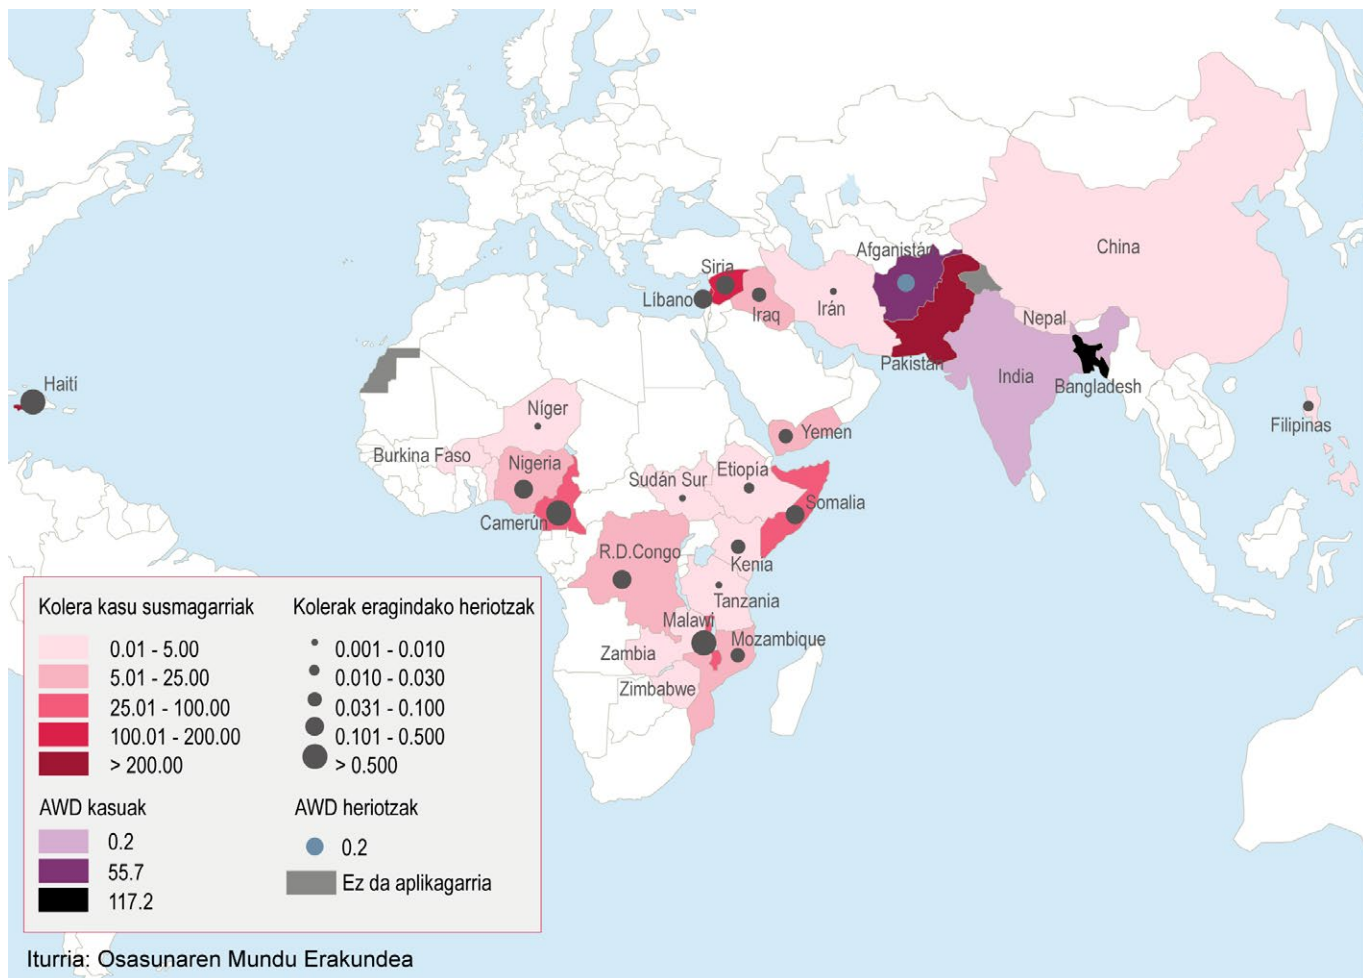 Afganistán
China
Siria
Líbano
Iraq
Irán
Nepal
Pakistán
India
Bangladesh
Haití
Níger
Filipinas
Yemen
Burkina Faso
Nigeria
Etiopía
Sudán Sur
Somalia
Camerún
R.D.Congo
Kenia
Tanzania
Malawi
Mozambique
Zambia
Zimbabwe
Kolera kasu susmagarriak
0.01 - 5.00
5.01 - 25.00
25.01 - 100.00
100.01 - 200.00
> 200.00
AWD kasuak
0.2
55.7
117.2
Kolerak eragindako heriotzak
0.001 - 0.010
0.010 - 0.030
0.031 - 0.100
0.101 - 0.500
> 0.500
AWD heriotzak
0.2
Ez da aplikagarria
Iturria: Osasunaren Mundu Erakundea